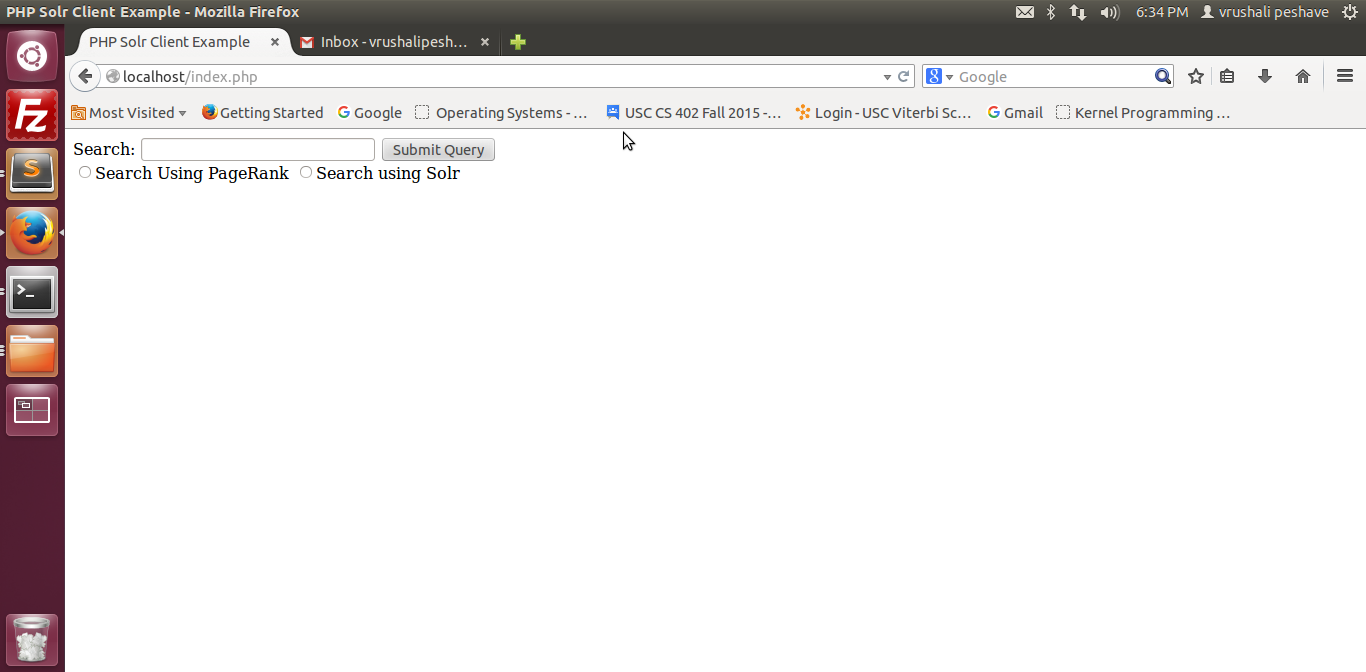 PHP Solr Client Example - Mozilla Firefox 6:34 PM vrushali peshave
PHP Solr Client Example Inbox - vrushalipesh...
localhost/index.php Google
Most Visited Getting Started Google Operating Systems - ... USC CS 402 Fall 2015 -... Login - USC Viterbi Sc... Gmail Kernel Programming ...
Search: Submit Query
Search Using PageRank Search using Solr